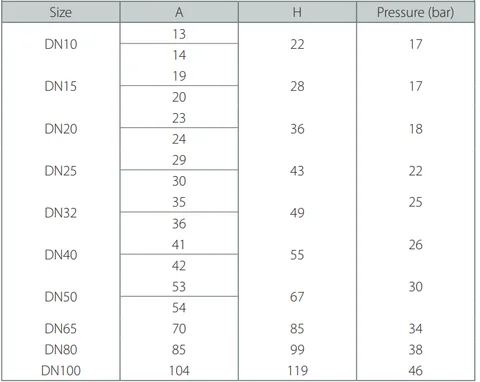 Size A H Pressure (bar)
DN10 13 22 17
14
DN15 19 28 17
20
DN20 23 36 18
24
DN25 29 43 22
30
DN32 35 49 25
36
DN40 41 55 26
42
DN50 53 67 30
54
DN65 70 85 34
DN80 85 99 38
DN100 104 119 46